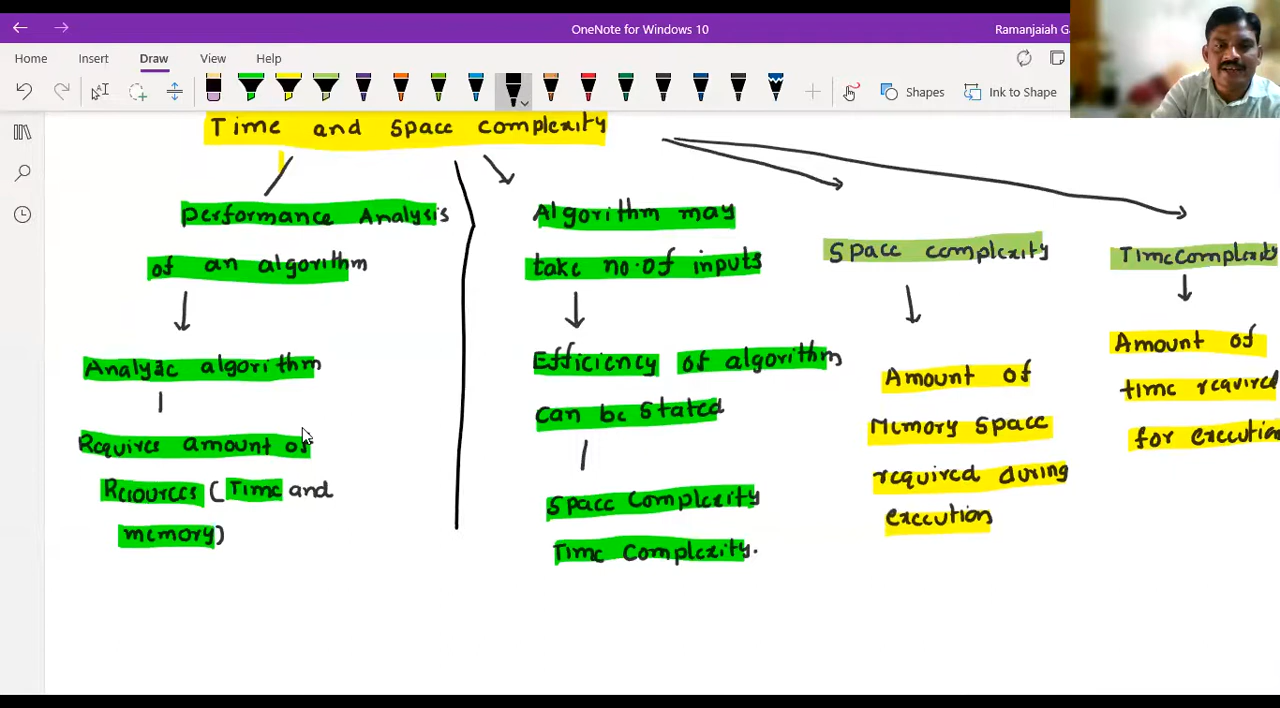 OneNote for Windows 10
Ramanjaiah G
Home Insert Draw View Help
Shapes Ink to Shape
Time and Space complexity
Performance Analysis
of an algorithm
Analyze algorithm
Requires amount of
Resources (Time and
memory)
Algorithm may
take no.of inputs
Efficiency of algorithm
can be stated
Space Complexity
Time Complexity.
Space complexity
Amount of
Memory space
required during
execution
Time Complexity
Amount of
time required
for execution